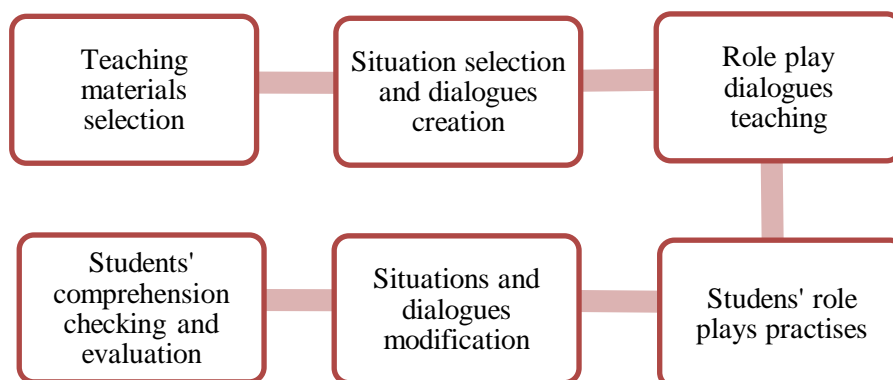 Teaching
materials
selection
Situation selection
and dialogues
creation
Role play
dialogues
teaching
Students'
comprehension
checking and
evaluation
Situations and
dialogues
modification
Studens' role
plays practises